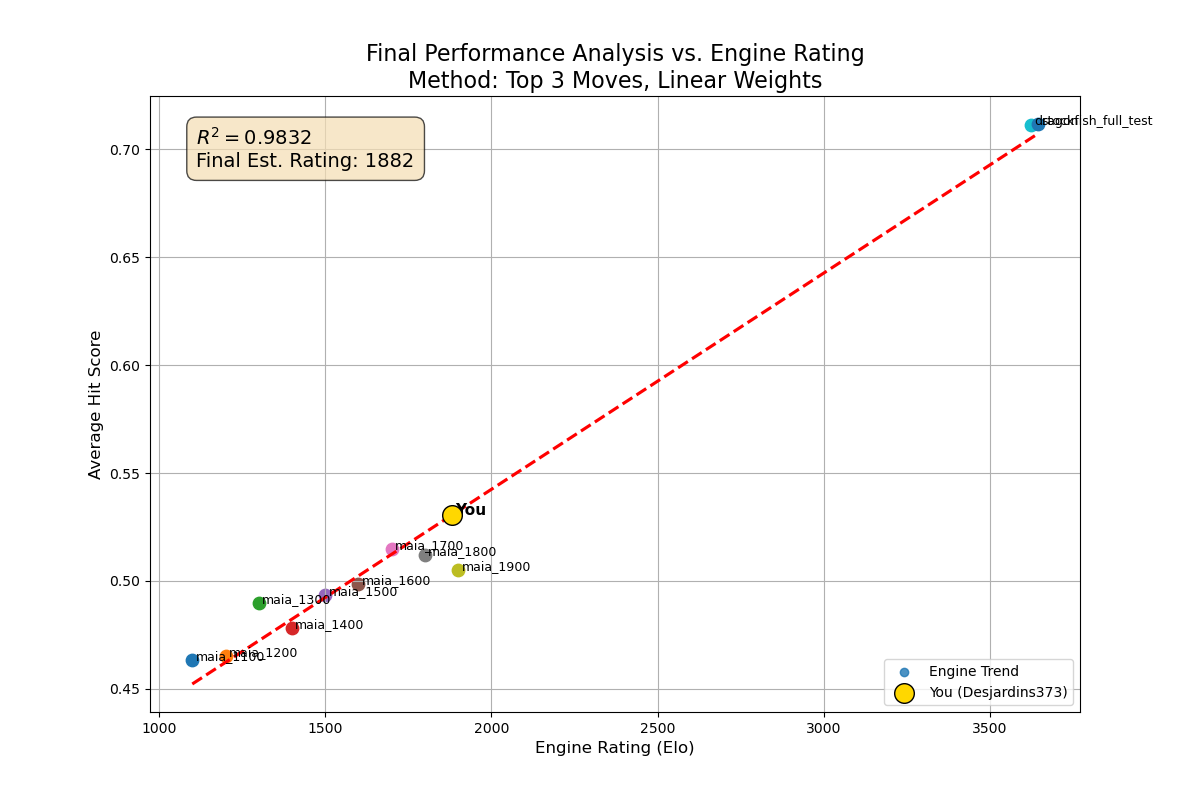 Final Performance Analysis vs. Engine Rating
Method: Top 3 Moves, Linear Weights
R² = 0.9832
Final Est. Rating: 1882
Average Hit Score
0.70
0.65
0.60
0.55
0.50
0.45
dragon
stockfish_full_test
You
maia_1700
maia_1800
maia_1900
maia_1600
maia_1500
maia_1300
maia_1400
maia_1200
maia_1100
Engine Trend
You (Desjardins373)
1000
1500
2000
2500
3000
3500
Engine Rating (Elo)